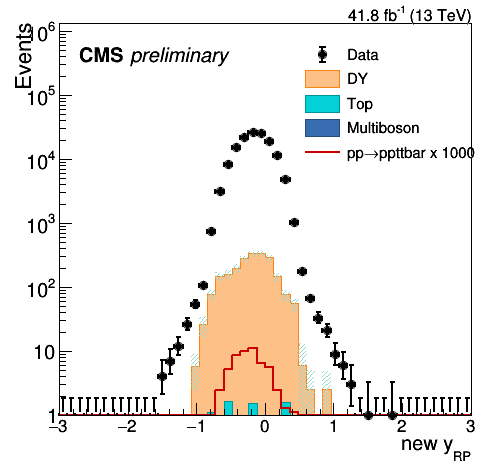 41.8 fb⁻¹ (13 TeV)
Events
CMS preliminary
Data
DY
Top
Multiboson
pp→ppttbar x 1000
10⁶
10⁵
10⁴
10³
10²
10
1
−3 −2 −1 0 1 2 3
new y_RP